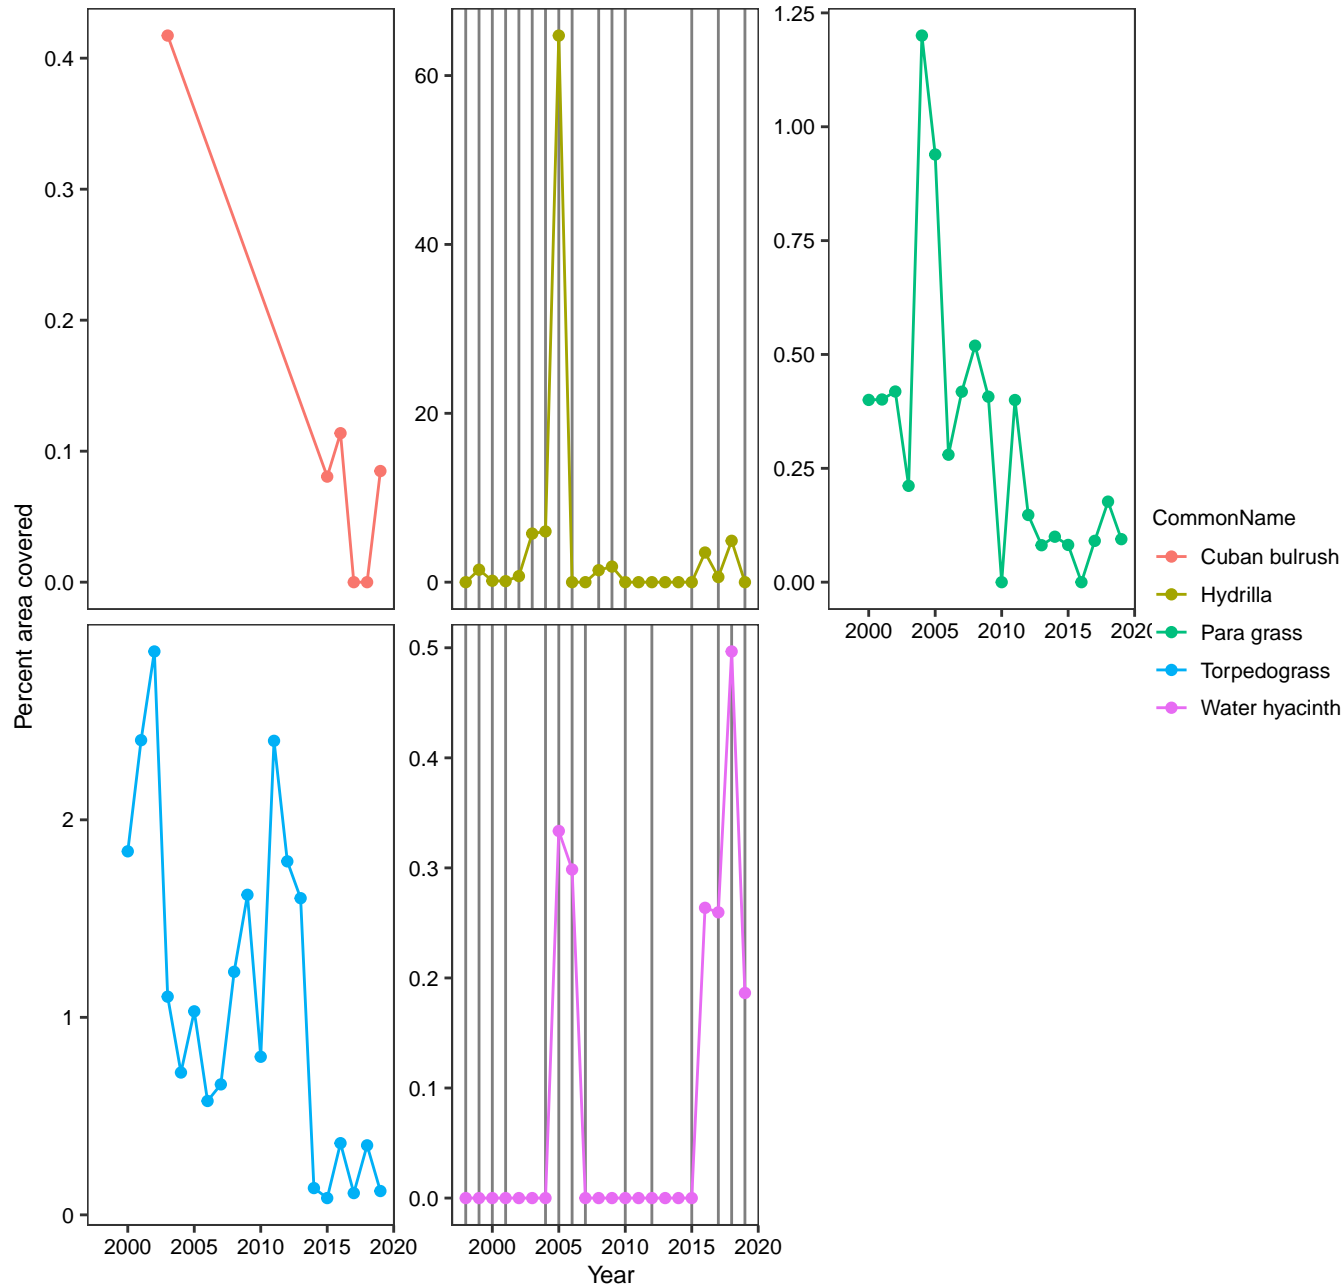 Percent area covered
0.4
0.3
0.2
0.1
0.0
60
40
20
0
1.25
1.00
0.75
0.50
0.25
0.00
2000 2005 2010 2015 2020
CommonName
Cuban bulrush
Hydrilla
Para grass
Torpedograss
Water hyacinth
2
1
0
2000 2005 2010 2015 2020
0.5
0.4
0.3
0.2
0.1
0.0
2000 2005 2010 2015 2020
Year